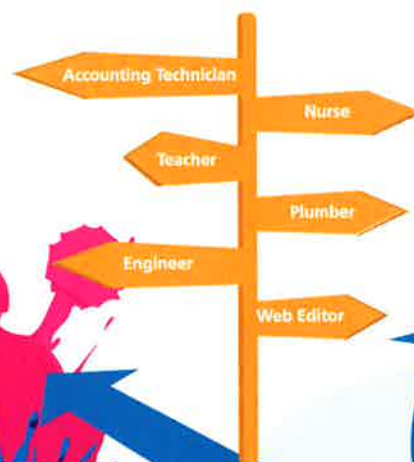 Accounting Technician
Nurse
Teacher
Plumber
Engineer
Web Editor